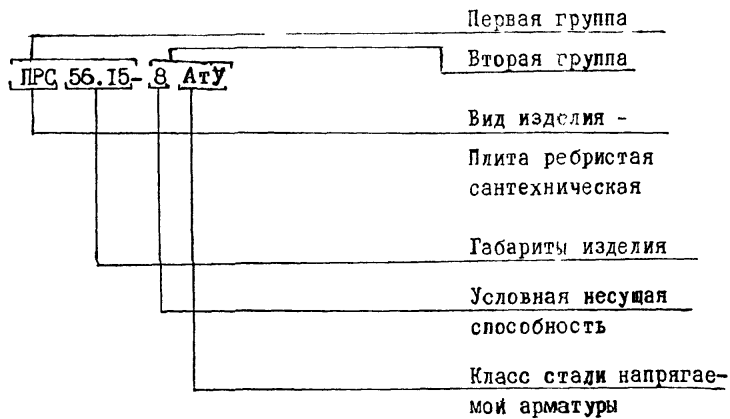 Первая группа
Вторая группа
ПРС 56.15-8 АтУ
Вид изделия -
Плита ребристая
сантехническая
Габариты изделия
Условная несущая
способность
Класс стали напрягае-
мой арматуры